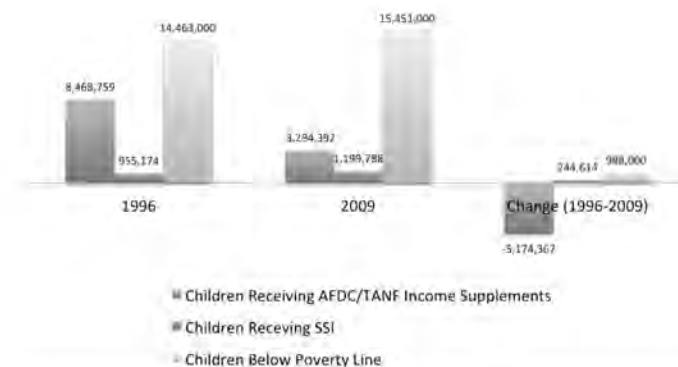 14,463,000
15,451,000
8,468,759
955,174
3,294,392
1,199,788
244,614
988,000
1996
2009
Change (1996-2009)
-5,174,367
Children Receiving AFDC/TANF Income Supplements
Children Receving SSI
Children Below Poverty Line